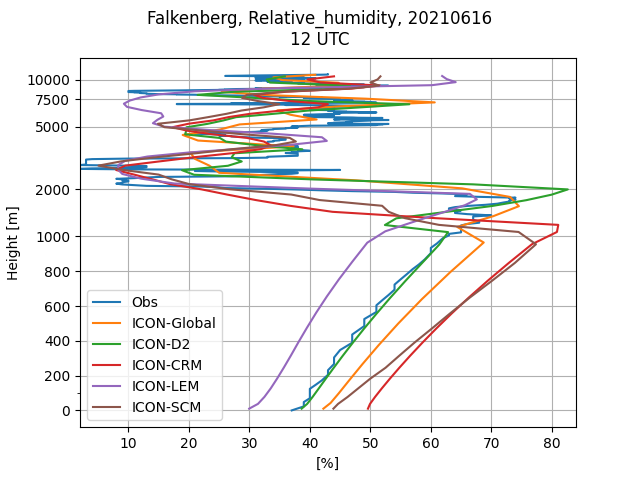 Falkenberg, Relative_humidity, 20210616
12 UTC
10000
7500
5000
2000
1000
800
600
400
200
0
Height [m]
Obs
ICON-Global
ICON-D2
ICON-CRM
ICON-LEM
ICON-SCM
10 20 30 40 50 60 70 80
[%]